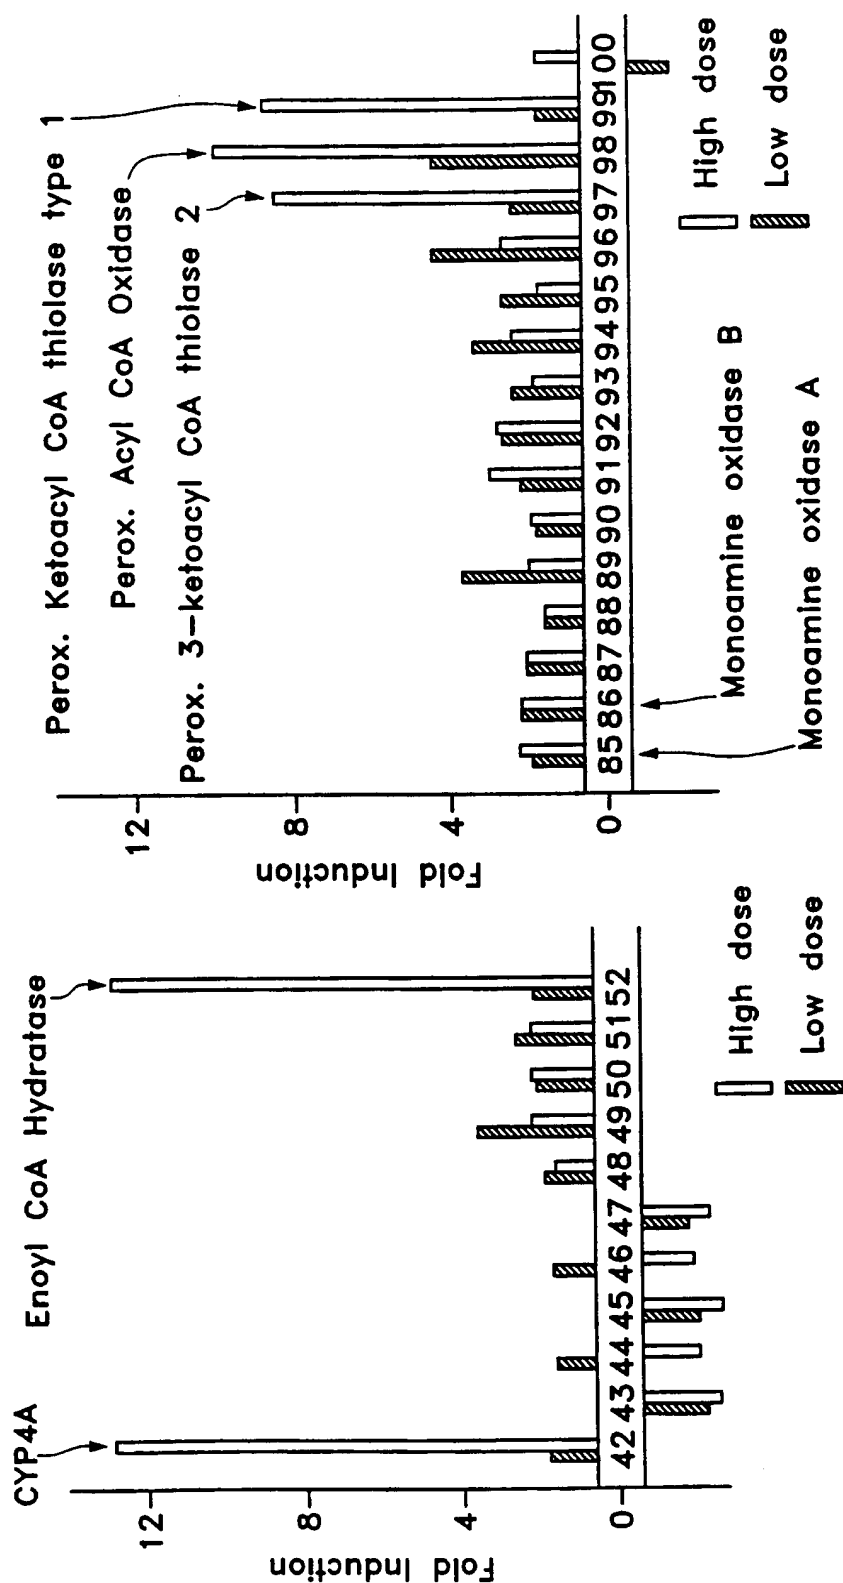 CYP4A
Enoyl CoA Hydratase
12
8
4
0
Fold Induction
42 43 44 45 46 47 48 49 50 51 52
High dose
Low dose
Perox. Ketoacyl CoA thiolase type 1
Perox. Acyl CoA Oxidase
Perox. 3-ketoacyl CoA thiolase 2
12
8
4
0
Fold Induction
85 86 87 88 89 90 91 92 93 94 95 96 97 98 99 100
Monoamine oxidase B
Monoamine oxidase A
High dose
Low dose